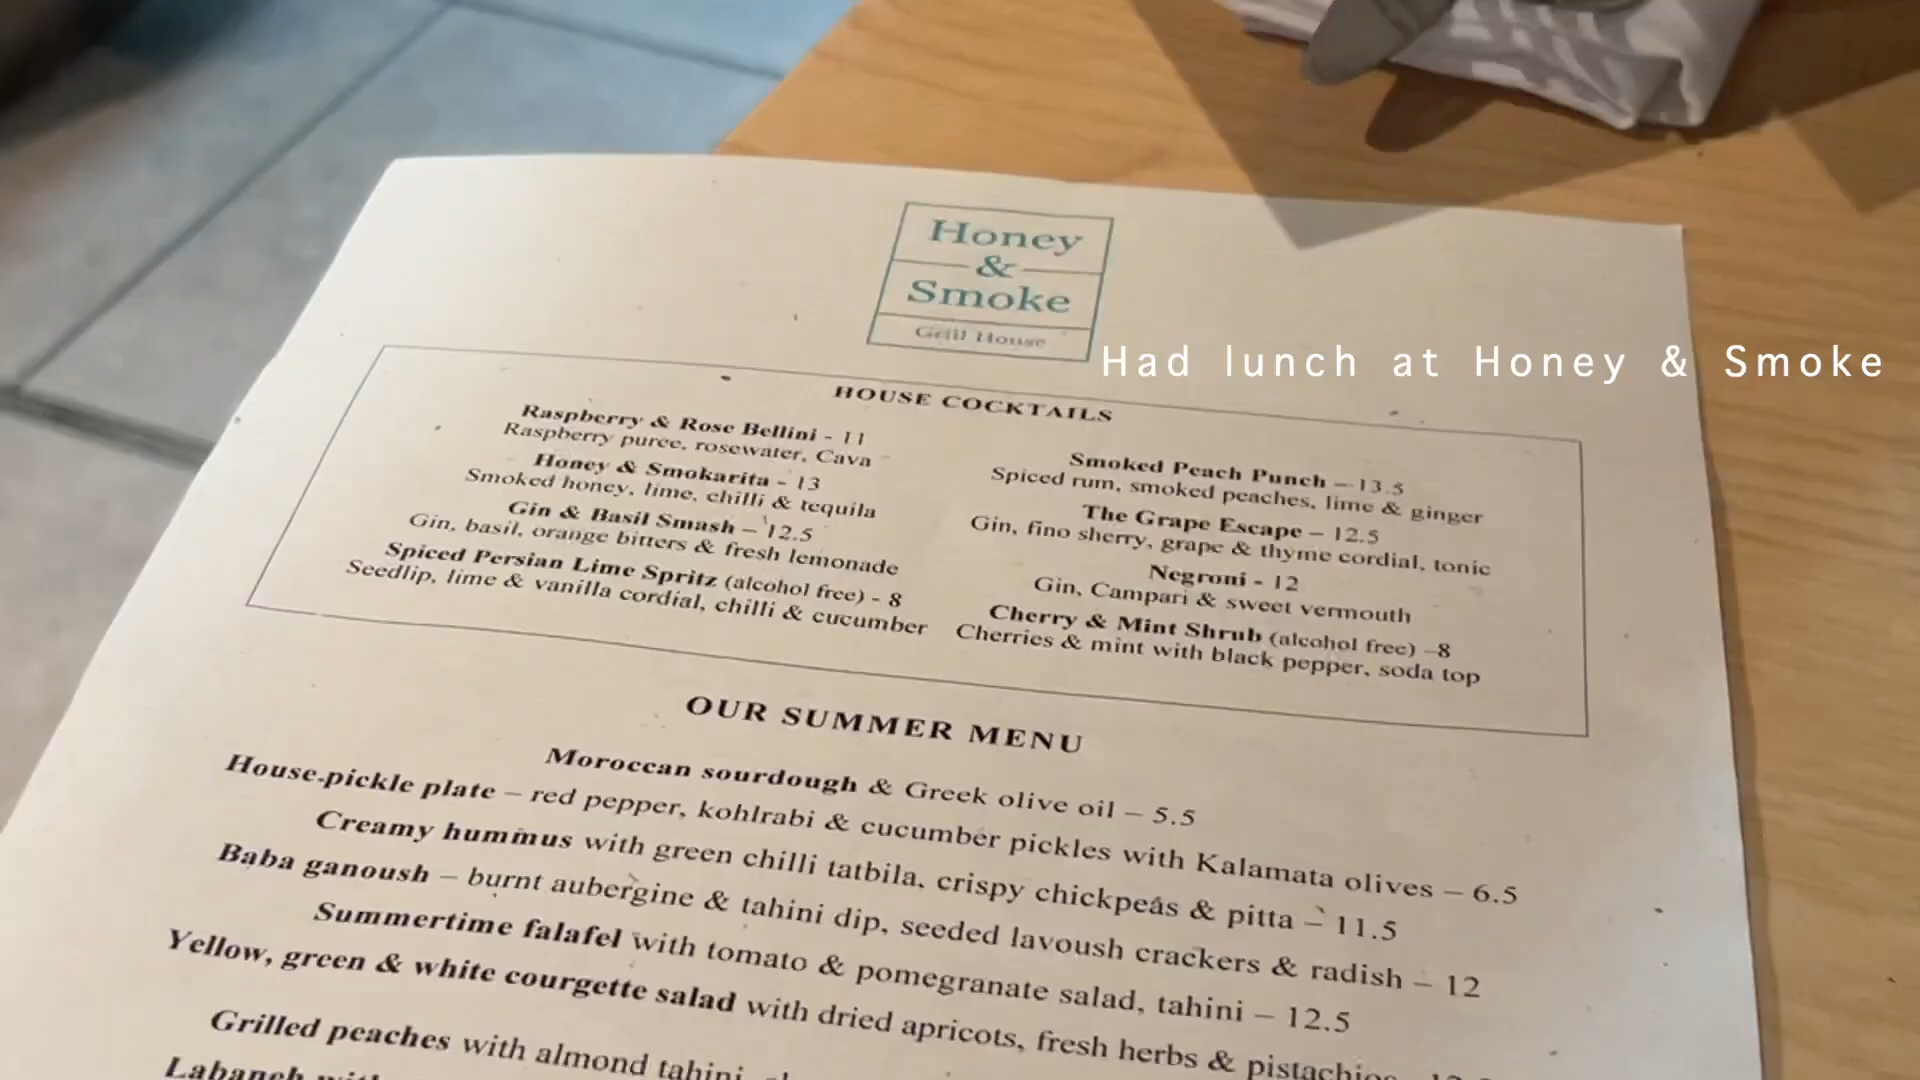 Honey
&
Smoke
Grill House
Had lunch at Honey & Smoke
HOUSE COCKTAILS
Raspberry & Rose Bellini - 11
Raspberry puree, rosewater, Cava
Honey & Smokarita - 13
Smoked honey, lime, chilli & tequila
Gin & Basil Smash – 12.5
Gin, basil, orange bitters & fresh lemonade
Spiced Persian Lime Spritz (alcohol free) - 8
Seedlip, lime & vanilla cordial, chilli & cucumber
Smoked Peach Punch – 13.5
Spiced rum, smoked peaches, lime & ginger
The Grape Escape – 12.5
Gin, fino sherry, grape & thyme cordial, tonic
Negroni - 12
Gin, Campari & sweet vermouth
Cherry & Mint Shrub (alcohol free) –8
Cherries & mint with black pepper, soda top
OUR SUMMER MENU
Moroccan sourdough & Greek olive oil – 5.5
House-pickle plate – red pepper, kohlrabi & cucumber pickles with Kalamata olives – 6.5
Creamy hummus with green chilli tatbila, crispy chickpeas & pitta – 11.5
Baba ganoush – burnt aubergine & tahini dip, seeded lavoush crackers & radish – 12
Summertime falafel with tomato & pomegranate salad, tahini – 12.5
Yellow, green & white courgette salad with dried apricots, fresh herbs & pistachios
Grilled peaches with almond tahini,
Labaneh with